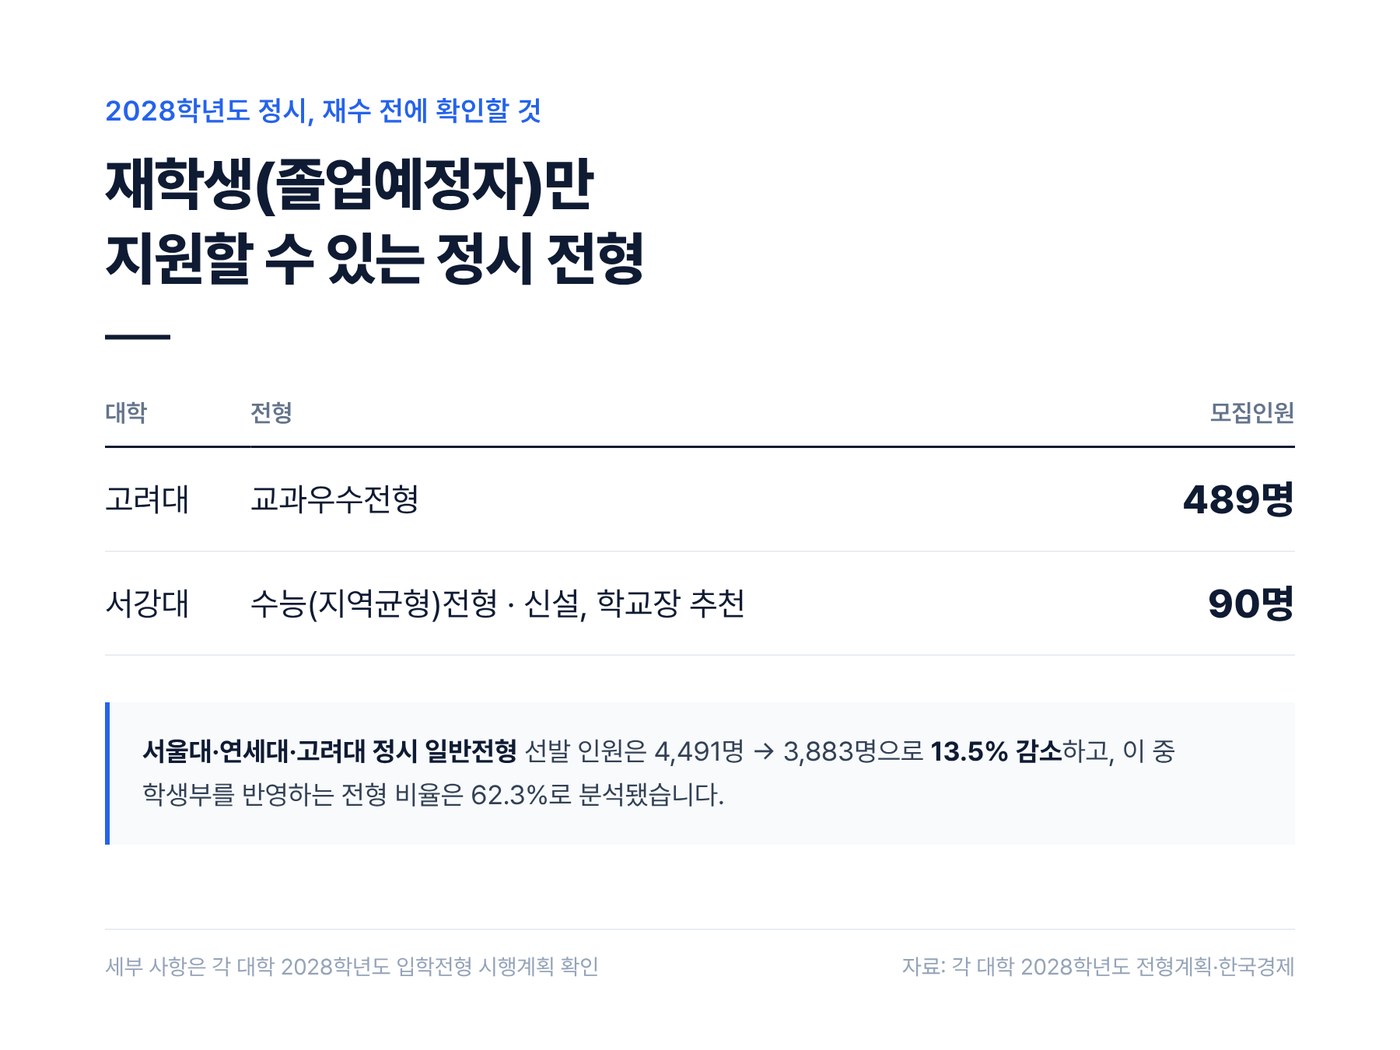 2028학년도 정시, 재수 전에 확인할 것
재학생(졸업예정자)만
지원할 수 있는 정시 전형
대학 전형 모집인원
고려대 교과우수전형 489명
서강대 수능(지역균형)전형 · 신설, 학교장 추천 90명
서울대·연세대·고려대 정시 일반전형 선발 인원은 4,491명 → 3,883명으로 13.5% 감소하고, 이 중
학생부를 반영하는 전형 비율은 62.3%로 분석됐습니다.
세부 사항은 각 대학 2028학년도 입학전형 시행계획 확인 자료: 각 대학 2028학년도 전형계획·한국경제